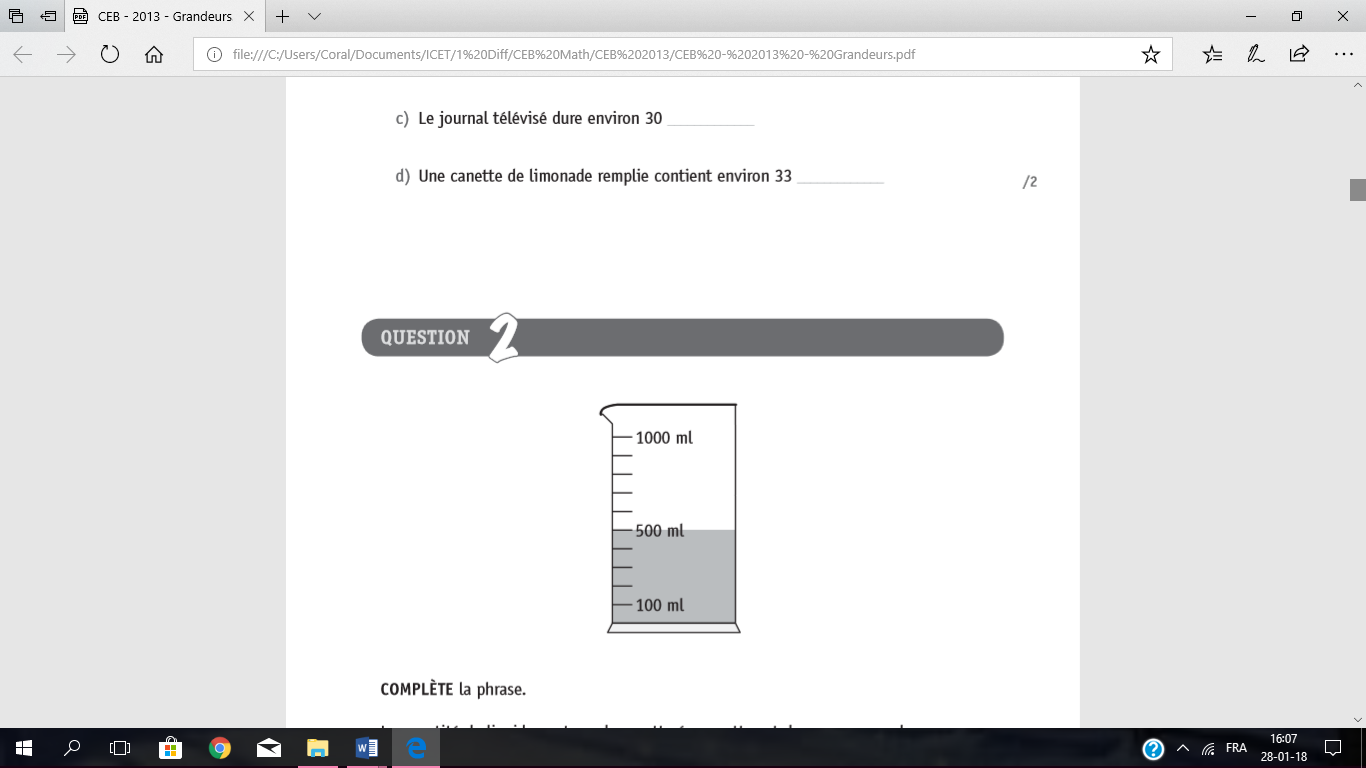 CEB - 2013 - Grandeurs
file:///C:/Users/Coral/Documents/ICET/1%20Diff/CEB%20Math/CEB%202013/CEB%20-%202013%20-%20Grandeurs.pdf
c) Le journal télévisé dure environ 30 __________
d) Une canette de limonade remplie contient environ 33 __________
/2
QUESTION 2
1000 ml
500 ml
100 ml
COMPLÈTE la phrase.
FRA
16:07
28-01-18